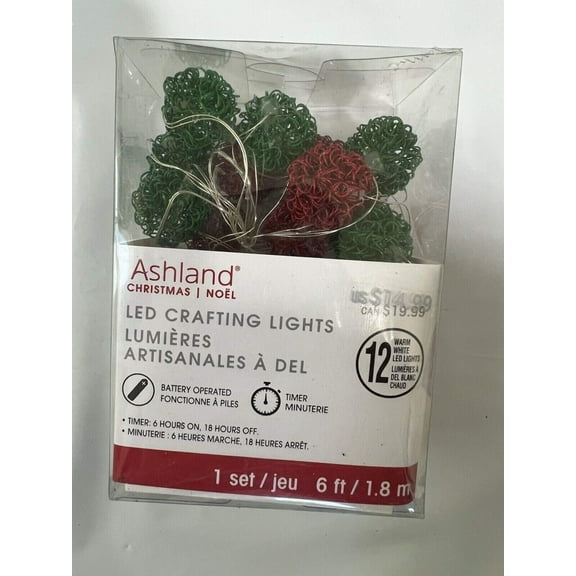 Ashland®
CHRISTMAS | NOËL
US$14.99
CAN$19.99
LED CRAFTING LIGHTS
LUMIÈRES
ARTISANALES À DEL
12 WARM
WHITE
LED LIGHTS
LUMIÈRES À
DEL BLANC
CHAUD
BATTERY OPERATED
FONCTIONNE À PILES
TIMER
MINUTERIE
• TIMER: 6 HOURS ON, 18 HOURS OFF.
• MINUTERIE : 6 HEURES MARCHE, 18 HEURES ARRÊT.
1 set / jeu 6 ft / 1.8 m